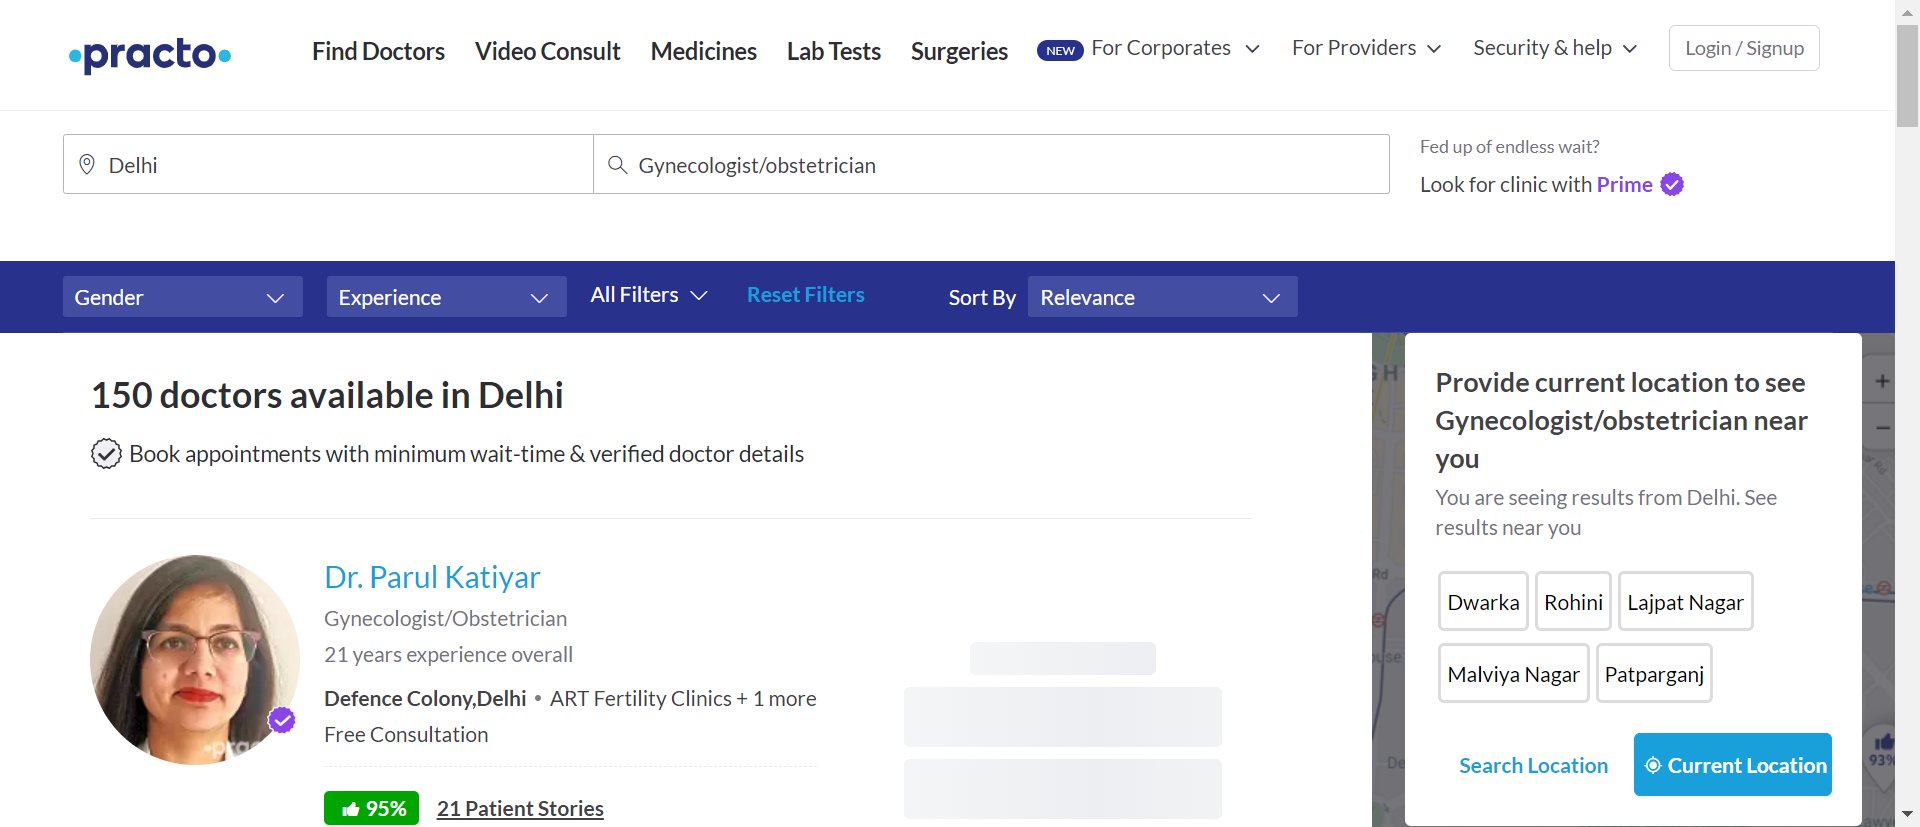 practo
Find Doctors
Video Consult
Medicines
Lab Tests
Surgeries
NEW
For Corporates
For Providers
Security & help
Login / Signup
Delhi
Gynecologist/obstetrician
Fed up of endless wait?
Look for clinic with Prime
Gender
Experience
All Filters
Reset Filters
Sort By
Relevance
150 doctors available in Delhi
Book appointments with minimum wait-time & verified doctor details
Dr. Parul Katiyar
Gynecologist/Obstetrician
21 years experience overall
Defence Colony,Delhi • ART Fertility Clinics + 1 more
Free Consultation
95%
21 Patient Stories
Provide current location to see
Gynecologist/obstetrician near
you
You are seeing results from Delhi. See
results near you
Dwarka
Rohini
Lajpat Nagar
Malviya Nagar
Patparganj
Search Location
Current Location
Rd
93%